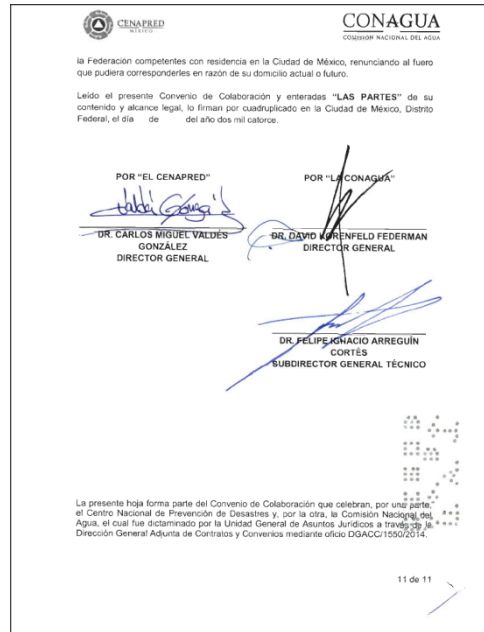 CENAPRED
MÉXICO
CONAGUA
COMISIÓN NACIONAL DEL AGUA
la Federación competentes con residencia en la Ciudad de México, renunciando al fuero
que pudiera corresponderles en razón de su domicilio actual o futuro.
Leído el presente Convenio de Colaboración y enteradas "LAS PARTES" de su
contenido y alcance legal, lo firman por cuadruplicado en la Ciudad de México, Distrito
Federal, el día de del año dos mil catorce.
POR "EL CENAPRED"
DR. CARLOS MIGUEL VALDÉS
GONZÁLEZ
DIRECTOR GENERAL
POR "LA CONAGUA"
DR. DAVID KORENFELD FEDERMAN
DIRECTOR GENERAL
DR. FELIPE IGNACIO ARREGUÍN
CORTÉS
SUBDIRECTOR GENERAL TÉCNICO
La presente hoja forma parte del Convenio de Colaboración que celebran, por una parte,
el Centro Nacional de Prevención de Desastres y, por la otra, la Comisión Nacional del
Agua, el cual fue dictaminado por la Unidad General de Asuntos Jurídicos a través de la
Dirección General Adjunta de Contratos y Convenios mediante oficio DGACC/1550/2014.
11 de 11